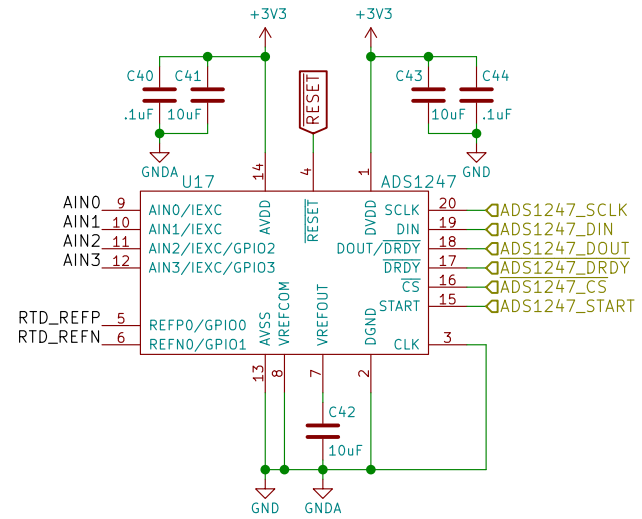 +3V3 +3V3
C40 C41 C43 C44
.1uF 10uF 10uF .1uF
RESET
GNDA GND
14 4 1
U17 ADS1247
AIN0 9 AIN0/IEXC AVDD RESET DVDD SCLK 20 ADS1247_SCLK
AIN1 10 AIN1/IEXC DIN 19 ADS1247_DIN
AIN2 11 AIN2/IEXC/GPIO2 DOUT/DRDY 18 ADS1247_DOUT
AIN3 12 AIN3/IEXC/GPIO3 DRDY 17 ADS1247_DRDY
CS 16 ADS1247_CS
START 15 ADS1247_START
RTD_REFP 5 REFP0/GPIO0 AVSS VREFCOM VREFOUT DGND
RTD_REFN 6 REFN0/GPIO1 CLK 3
13 8 7 2
C42
10uF
GND GNDA